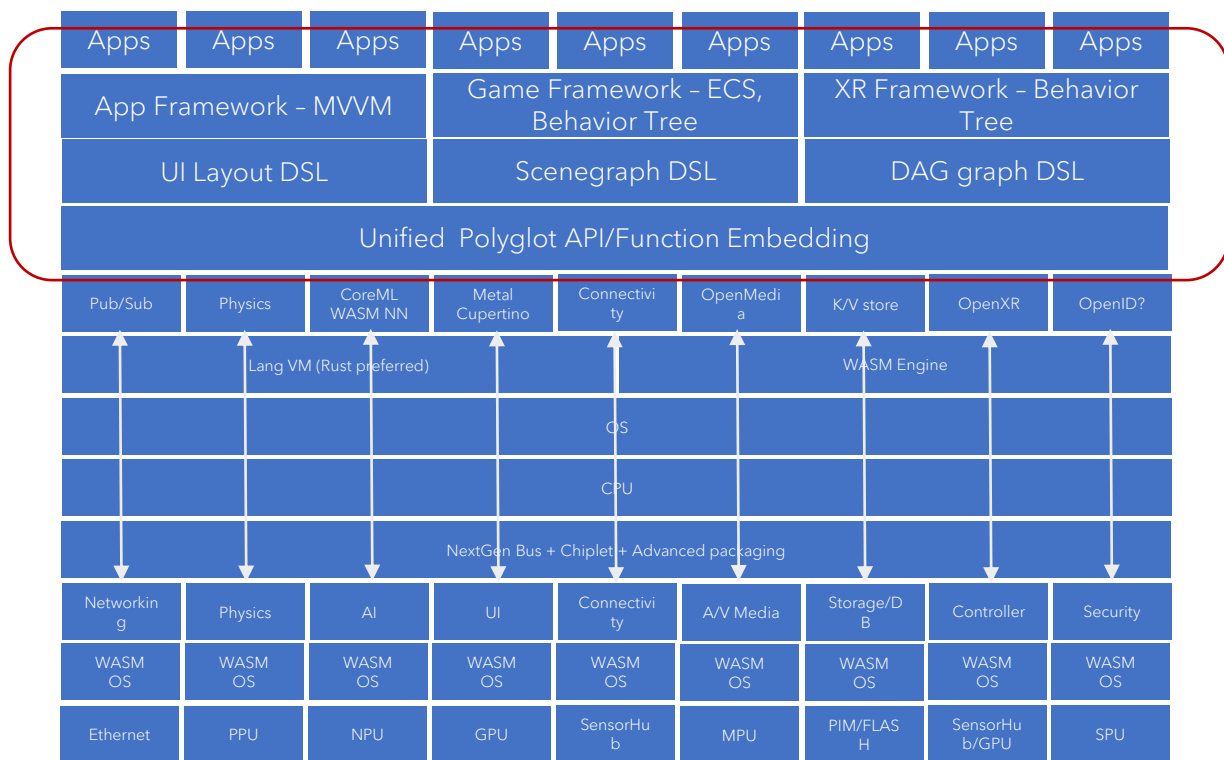 Apps Apps Apps Apps Apps Apps Apps Apps Apps
App Framework – MVVM
Game Framework – ECS,
Behavior Tree
XR Framework – Behavior
Tree
UI Layout DSL
Scenegraph DSL
DAG graph DSL
Unified  Polyglot API/Function Embedding
Pub/Sub
Physics
CoreML
WASM NN
Metal
Cupertino
Connectivi
ty
OpenMedi
a
K/V store
OpenXR
OpenID?
Lang VM (Rust preferred)
WASM Engine
OS
CPU
NextGen Bus + Chiplet + Advanced packaging
Networkin
g
Physics
AI
UI
Connectivi
ty
A/V Media
Storage/D
B
Controller
Security
WASM
OS
WASM
OS
WASM
OS
WASM
OS
WASM
OS
WASM
OS
WASM
OS
WASM
OS
WASM
OS
Ethernet
PPU
NPU
GPU
SensorHu
b
MPU
PIM/FLAS
H
SensorHu
b/GPU
SPU